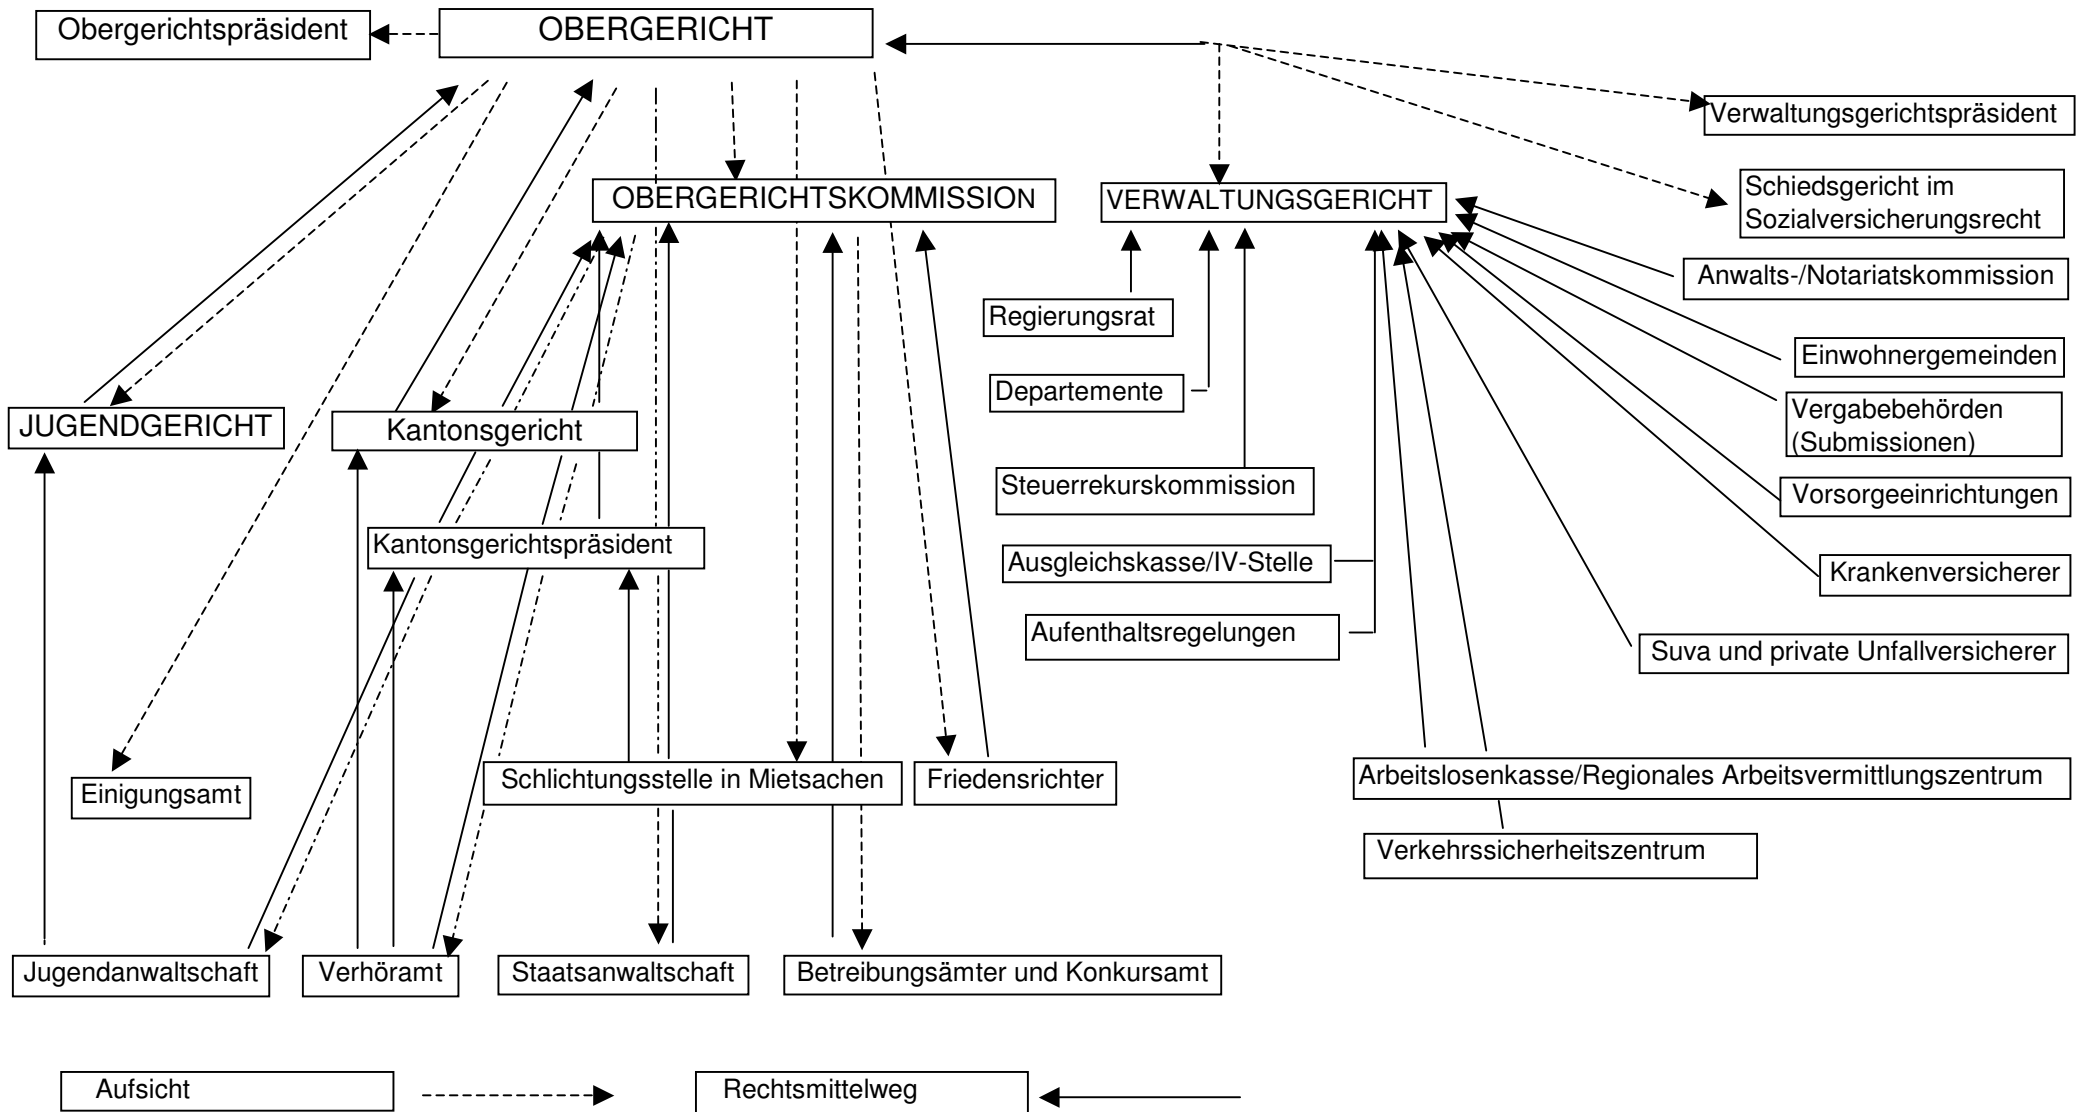 Obergerichtspräsident
OBERGERICHT
Verwaltungsgerichtspräsident
OBERGERICHTSKOMMISSION
VERWALTUNGSGERICHT
Schiedsgericht im
Sozialversicherungsrecht
Anwalts-/Notariatskommission
Regierungsrat
Einwohnergemeinden
Departemente
Vergabebehörden
(Submissionen)
JUGENDGERICHT
Kantonsgericht
Steuerrekurskommission
Vorsorgeeinrichtungen
Kantonsgerichtspräsident
Ausgleichskasse/IV-Stelle
Krankenversicherer
Aufenthaltsregelungen
Suva und private Unfallversicherer
Einigungsamt
Schlichtungsstelle in Mietsachen
Friedensrichter
Arbeitslosenkasse/Regionales Arbeitsvermittlungszentrum
Verkehrssicherheitszentrum
Jugendanwaltschaft
Verhöramt
Staatsanwaltschaft
Betreibungsämter und Konkursamt
Aufsicht
Rechtsmittelweg